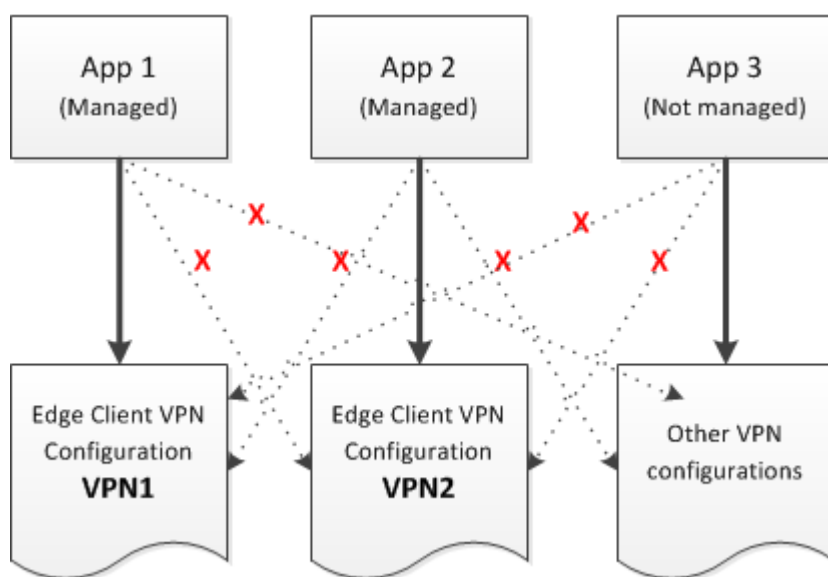 App 1
(Managed)
App 2
(Managed)
App 3
(Not managed)
X
X
X
X
X
X
Edge Client VPN
Configuration
VPN1
Edge Client VPN
Configuration
VPN2
Other VPN
configurations